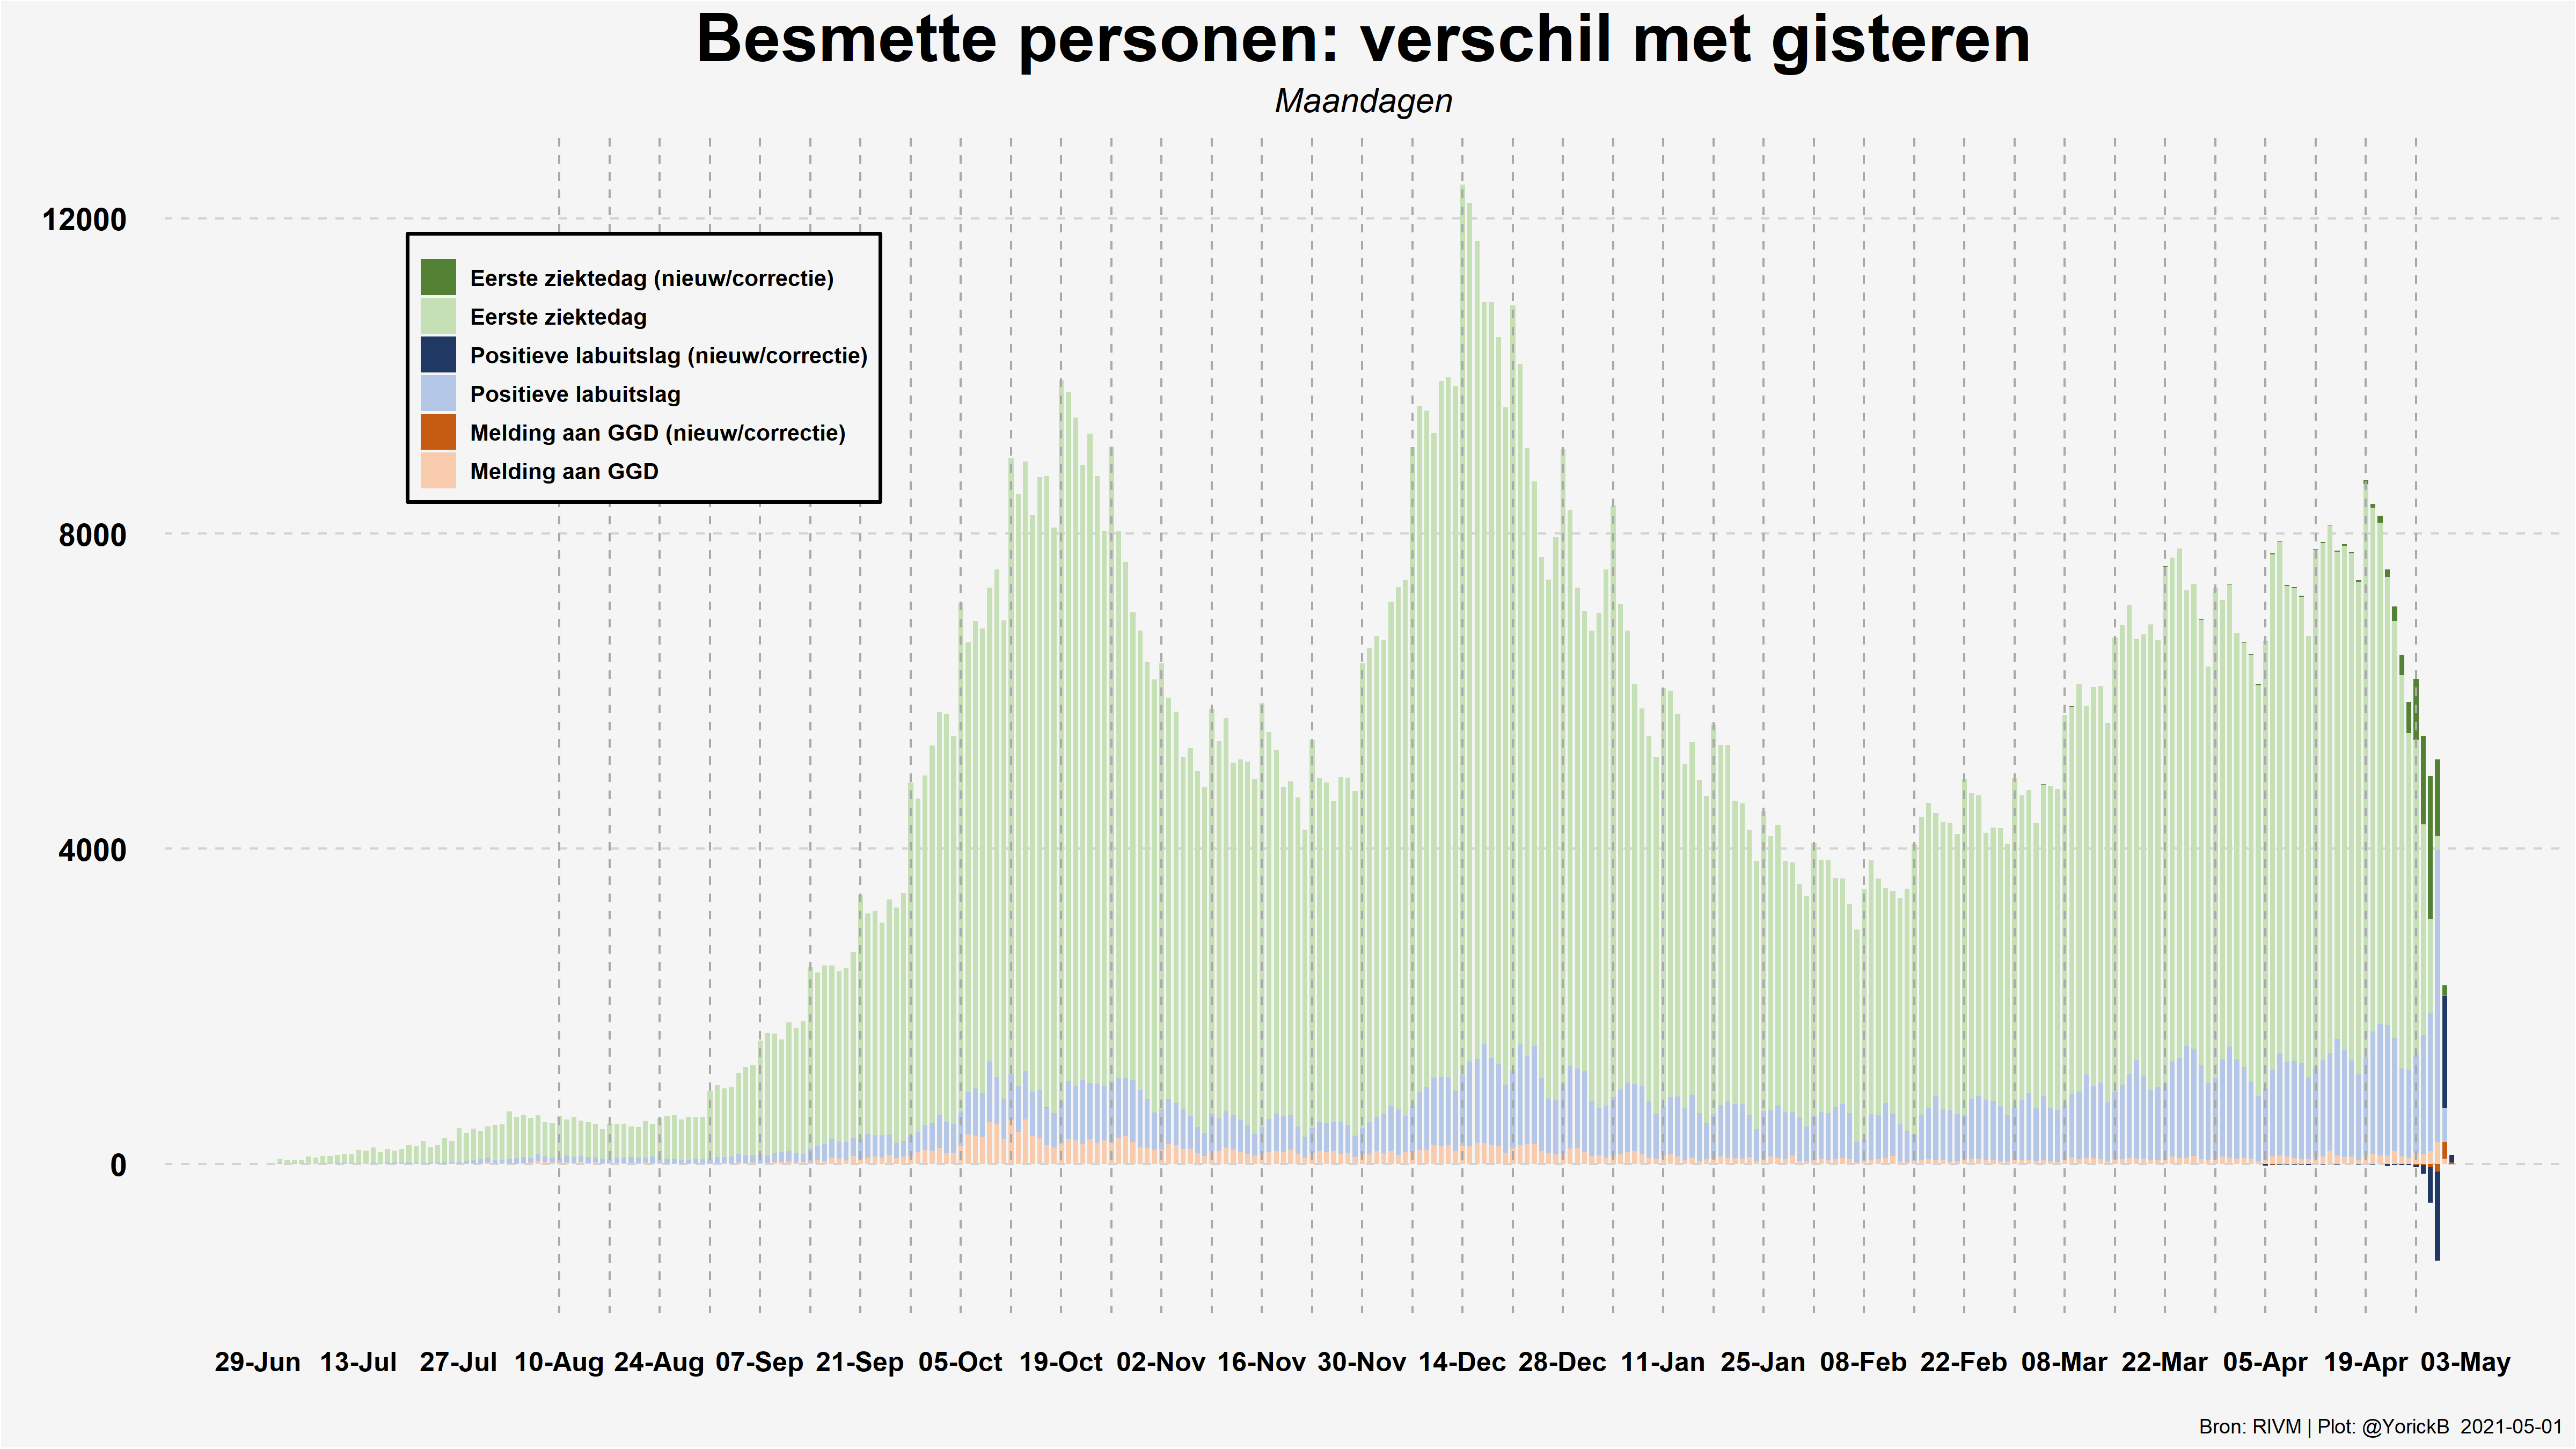 Besmette personen: verschil met gisteren
Maandagen
12000
8000
4000
0
Eerste ziektedag (nieuw/correctie)
Eerste ziektedag
Positieve labuitslag (nieuw/correctie)
Positieve labuitslag
Melding aan GGD (nieuw/correctie)
Melding aan GGD
29-Jun 13-Jul 27-Jul 10-Aug 24-Aug 07-Sep 21-Sep 05-Oct 19-Oct 02-Nov 16-Nov 30-Nov 14-Dec 28-Dec 11-Jan 25-Jan 08-Feb 22-Feb 08-Mar 22-Mar 05-Apr 19-Apr 03-May
Bron: RIVM | Plot: @YorickB 2021-05-01